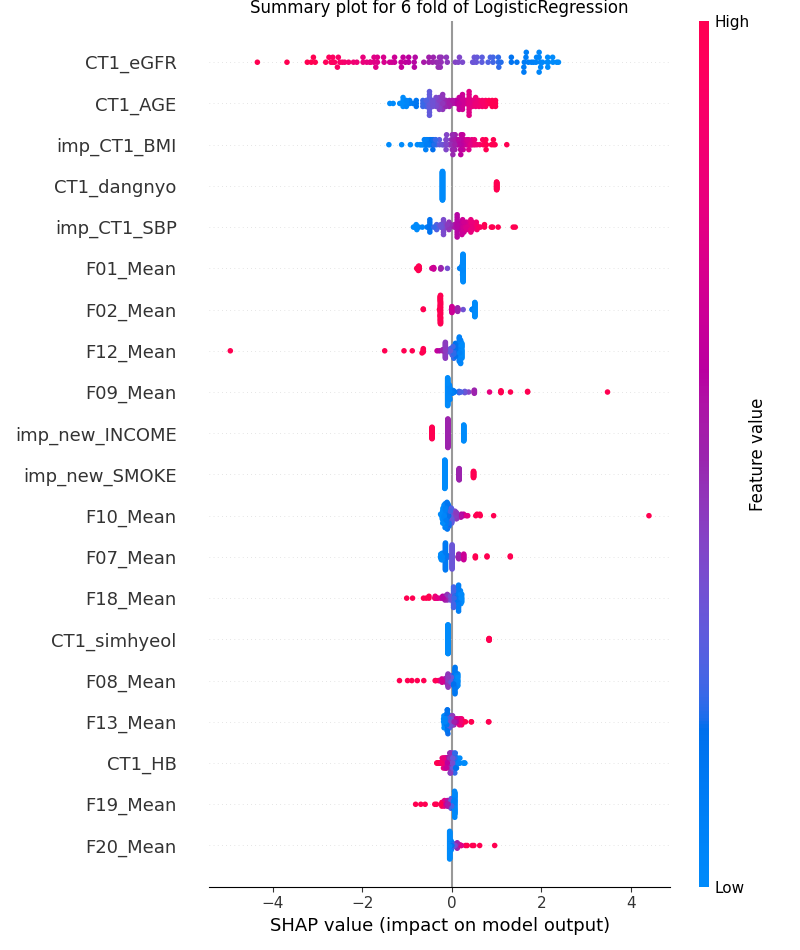 Summary plot for 6 fold of LogisticRegression
High
CT1_eGFR
CT1_AGE
imp_CT1_BMI
CT1_dangnyo
imp_CT1_SBP
F01_Mean
F02_Mean
F12_Mean
F09_Mean
imp_new_INCOME
imp_new_SMOKE
F10_Mean
F07_Mean
F18_Mean
CT1_simhyeol
F08_Mean
F13_Mean
CT1_HB
F19_Mean
F20_Mean
Feature value
Low
−4 −2 0 2 4
SHAP value (impact on model output)